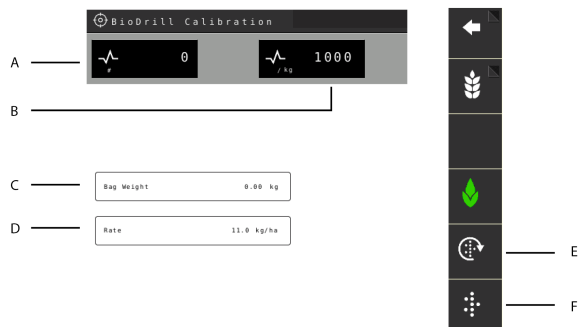 BioDrill Calibration
A
# 0
/ kg 1000
B
C
Bag Weight 0.00 kg
D
Rate 11.0 kg/ha
E
F